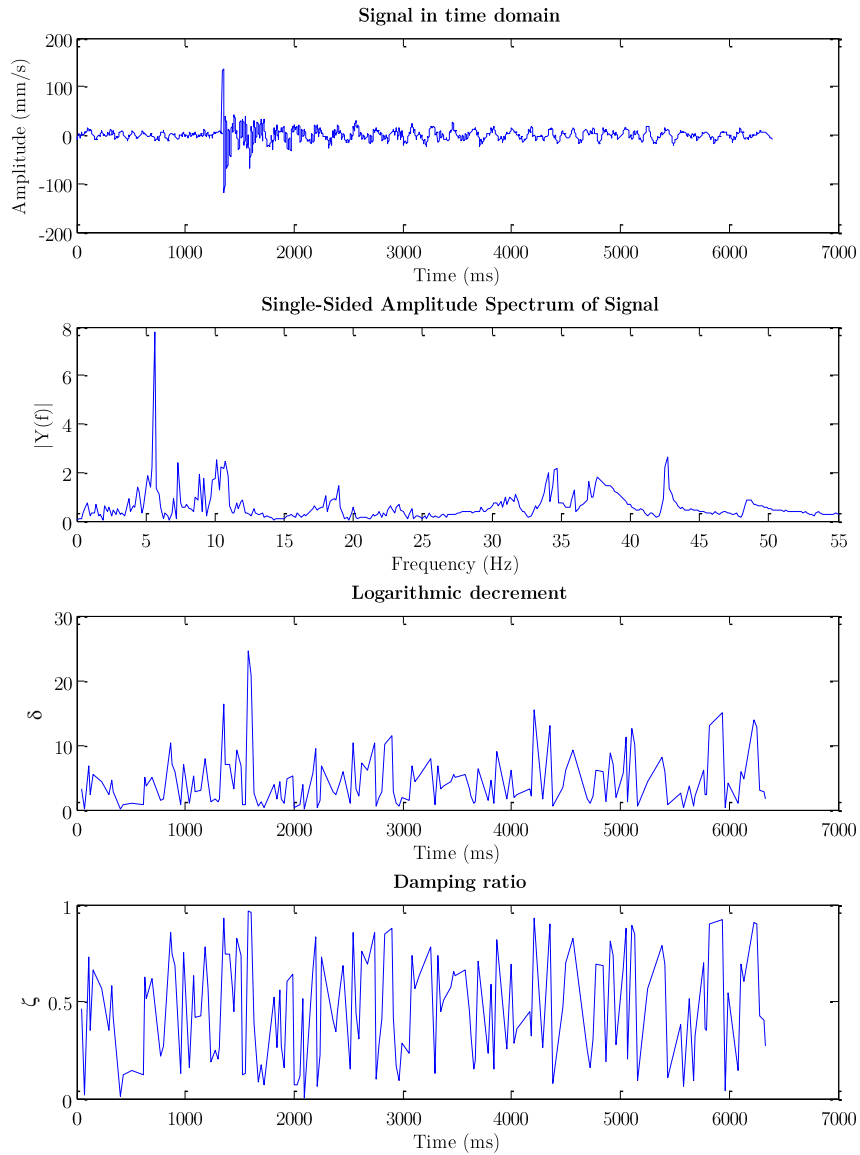 Signal in time domain
200
100
0
-100
-200
Amplitude (mm/s)
0 1000 2000 3000 4000 5000 6000 7000
Time (ms)
Single-Sided Amplitude Spectrum of Signal
8
6
4
2
0
|Y(f)|
0 5 10 15 20 25 30 35 40 45 50 55
Frequency (Hz)
Logarithmic decrement
30
20
10
0
δ
0 1000 2000 3000 4000 5000 6000 7000
Time (ms)
Damping ratio
1
0.5
0
ζ
0 1000 2000 3000 4000 5000 6000 7000
Time (ms)